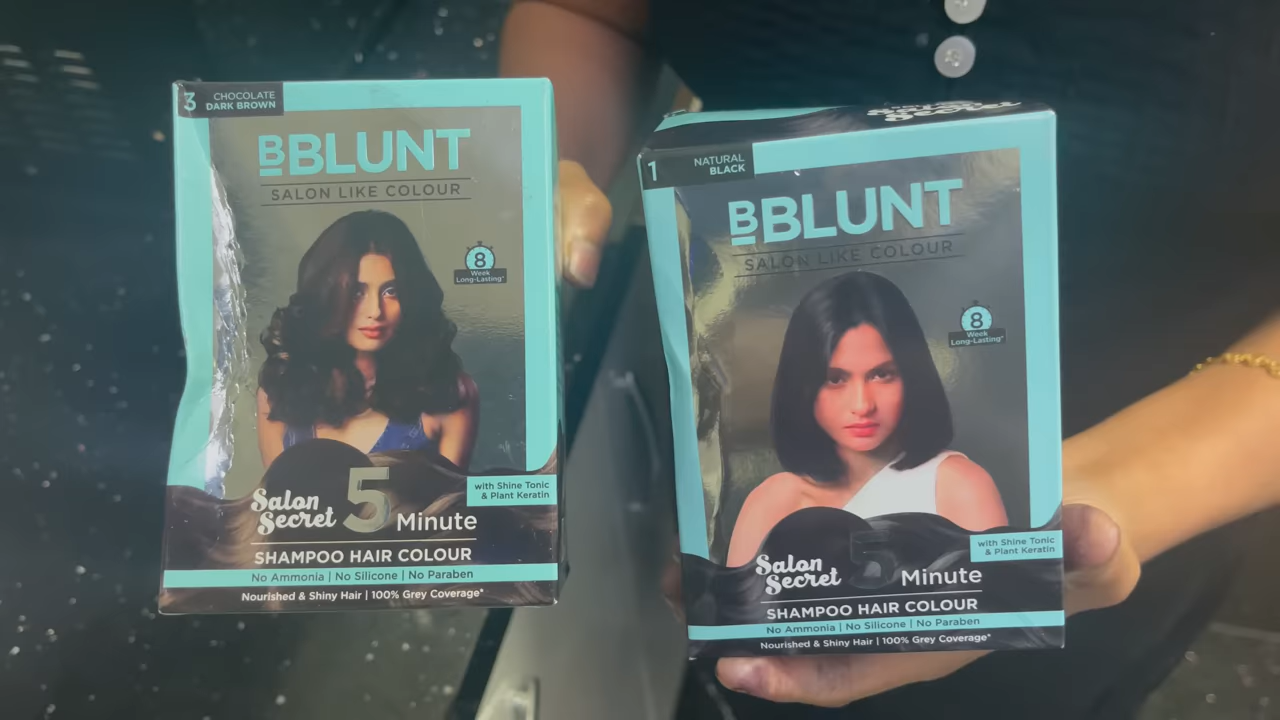 3 CHOCOLATE
DARK BROWN
BBLUNT
SALON LIKE COLOUR
8
Week
Long-Lasting*
with Shine Tonic
& Plant Keratin
Salon
Secret
5 Minute
SHAMPOO HAIR COLOUR
No Ammonia | No Silicone | No Paraben
Nourished & Shiny Hair | 100% Grey Coverage*
Secret
1 NATURAL
BLACK
BBLUNT
SALON LIKE COLOUR
8
Week
Long-Lasting*
with Shine Tonic
& Plant Keratin
Salon
Secret
5 Minute
SHAMPOO HAIR COLOUR
No Ammonia | No Silicone | No Paraben
Nourished & Shiny Hair | 100% Grey Coverage*